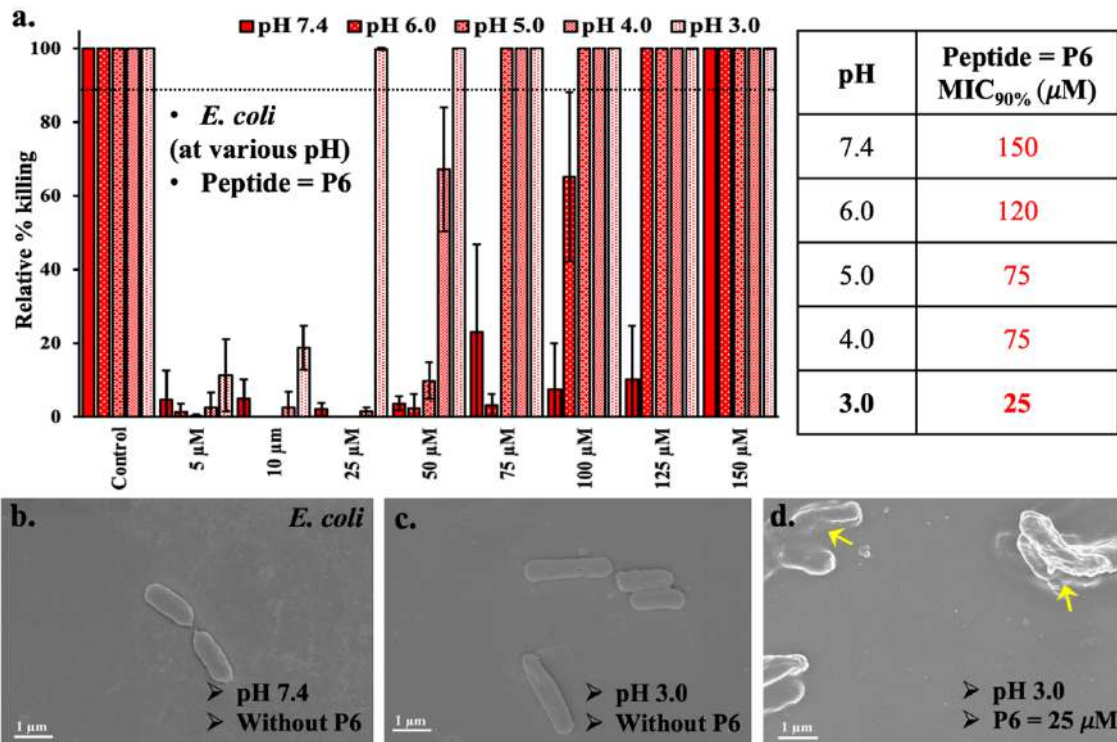 a.
pH 7.4 pH 6.0 pH 5.0 pH 4.0 pH 3.0
Relative % killing
100
80
60
40
20
0
• E. coli
(at various pH)
• Peptide = P6
Control
5 µM
10 µm
25 µM
50 µM
75 µM
100 µM
125 µM
150 µM
pH Peptide = P6
MIC90% (µM)
7.4 150
6.0 120
5.0 75
4.0 75
3.0 25
b.
E. coli
➢ pH 7.4
➢ Without P6
1 µm
c.
➢ pH 3.0
➢ Without P6
1 µm
d.
➢ pH 3.0
➢ P6 = 25 µM
1 µm